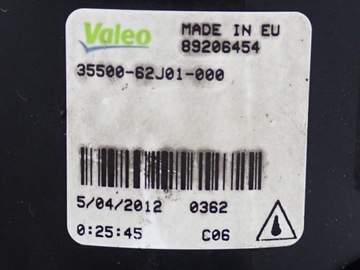 Valeo MADE IN EU
89206454
35500-62J01-000
5/04/2012 0362
0:25:45 C06